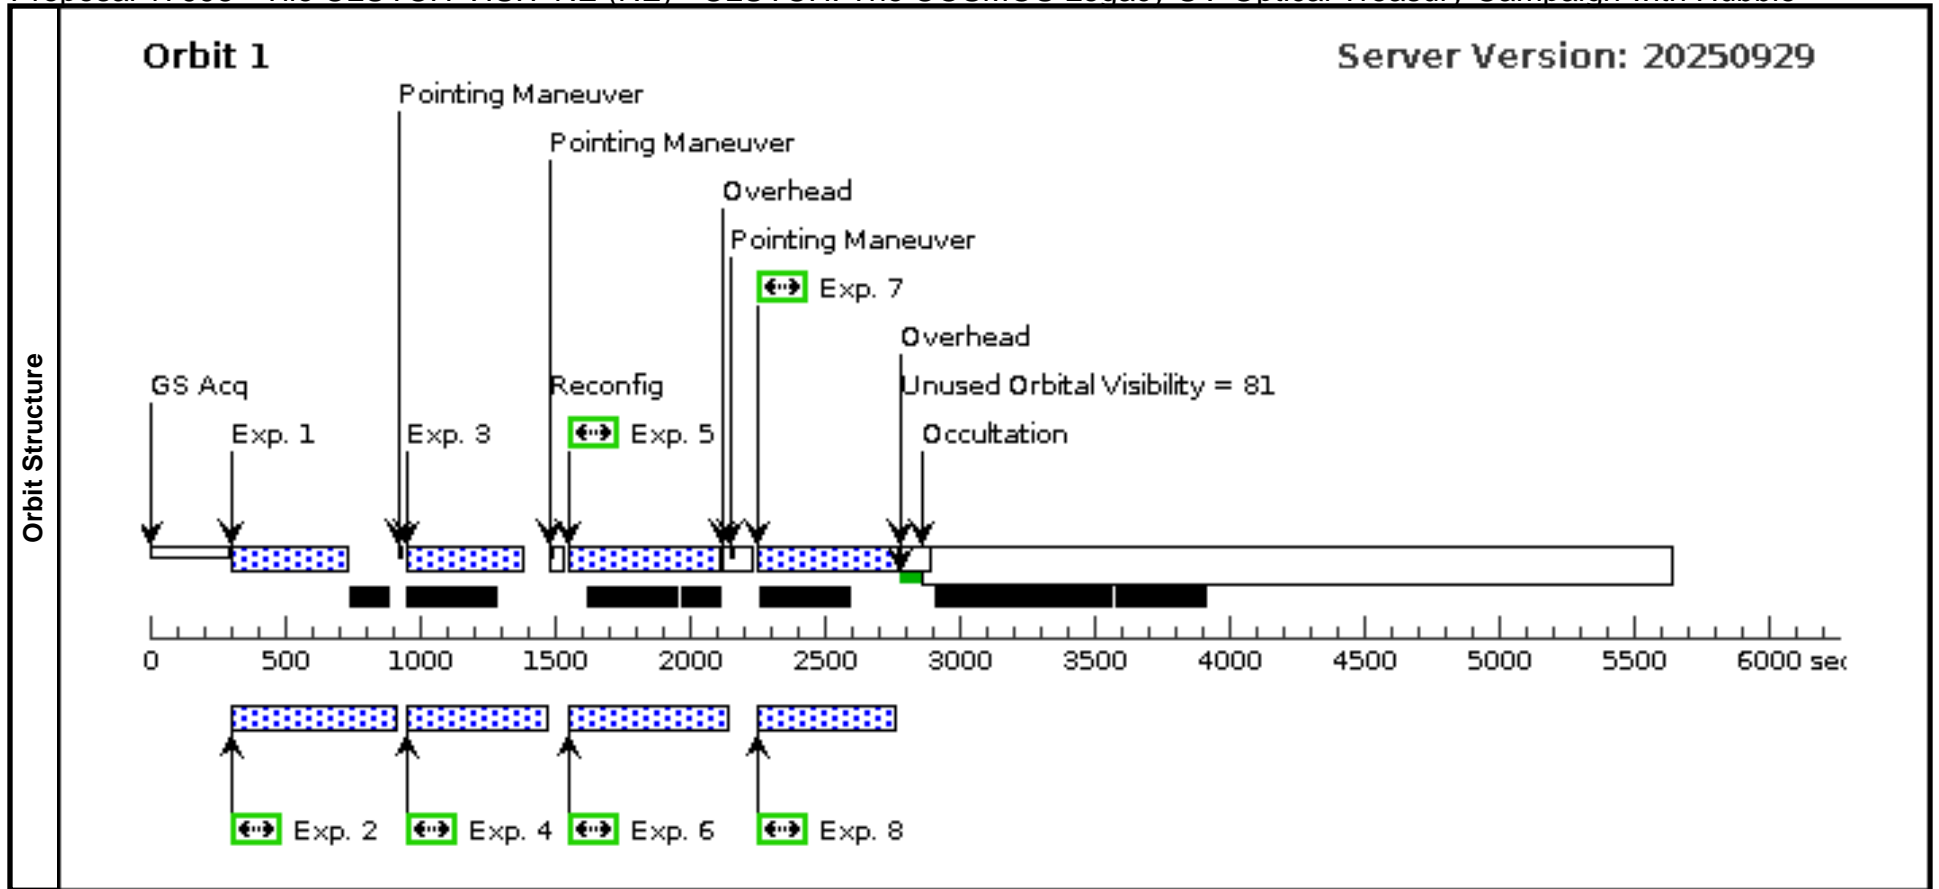 Orbit 1
Server Version: 20250929
Pointing Maneuver
Pointing Maneuver
Overhead
Pointing Maneuver
Exp. 7
Overhead
GS Acq
Reconfig
Unused Orbital Visibility = 81
Exp. 1
Exp. 3
Exp. 5
Occultation
Orbit Structure
0 500 1000 1500 2000 2500 3000 3500 4000 4500 5000 5500 6000 sec
Exp. 2
Exp. 4
Exp. 6
Exp. 8